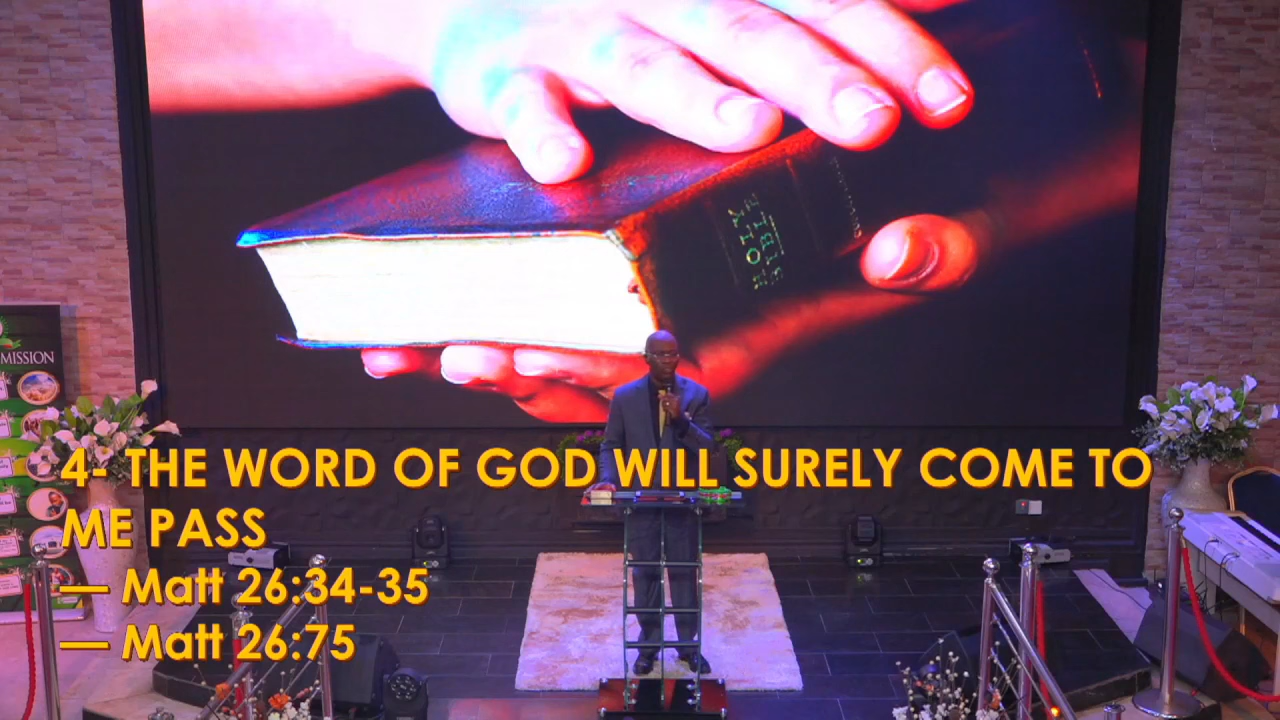 HOLY
BIBLE
MISSION
4- THE WORD OF GOD WILL SURELY COME TO
ME PASS
— Matt 26:34-35
— Matt 26:75